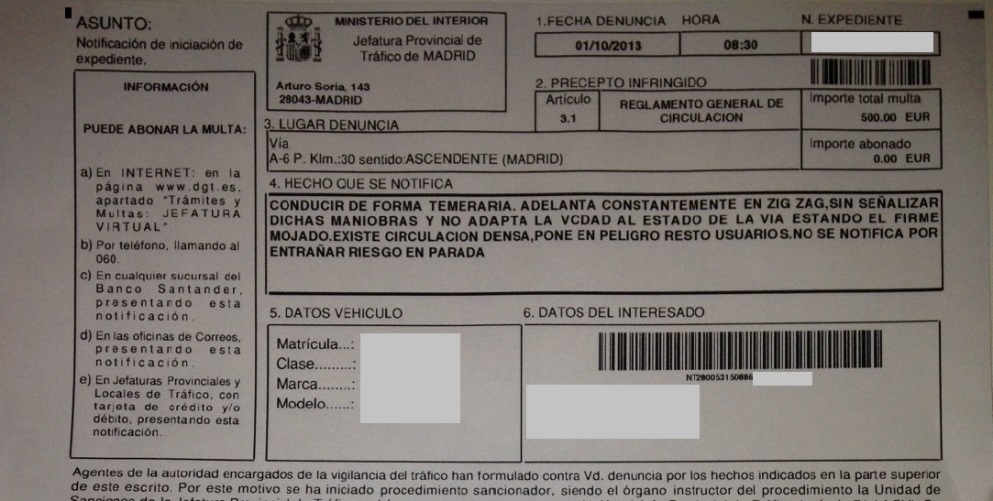 ASUNTO:
Notificación de iniciación de
expediente.
INFORMACIÓN
PUEDE ABONAR LA MULTA:
a) En INTERNET: en la
página www.dgt.es,
apartado "Trámites y
Multas: JEFATURA
VIRTUAL"
b) Por teléfono, llamando al
060.
c) En cualquier sucursal del
Banco Santander,
presentando esta
notificación.
d) En las oficinas de Correos,
presentando esta
notificación.
e) En Jefaturas Provinciales y
Locales de Tráfico, con
tarjeta de crédito y/o
débito, presentando esta
notificación.
MINISTERIO DEL INTERIOR
Jefatura Provincial de
Tráfico de MADRID
Arturo Soria, 143
28043-MADRID
1.FECHA DENUNCIA HORA N. EXPEDIENTE
01/10/2013 08:30
2. PRECEPTO INFRINGIDO
Artículo
3.1
REGLAMENTO GENERAL DE
CIRCULACION
Importe total multa
500.00 EUR
Importe abonado
0.00 EUR
3. LUGAR DENUNCIA
Vía
A-6 P. Klm.:30 sentido:ASCENDENTE (MADRID)
4. HECHO QUE SE NOTIFICA
CONDUCIR DE FORMA TEMERARIA. ADELANTA CONSTANTEMENTE EN ZIG ZAG,SIN SEÑALIZAR
DICHAS MANIOBRAS Y NO ADAPTA LA VCDAD AL ESTADO DE LA VIA ESTANDO EL FIRME
MOJADO.EXISTE CIRCULACION DENSA,PONE EN PELIGRO RESTO USUARIOS.NO SE NOTIFICA POR
ENTRAÑAR RIESGO EN PARADA
5. DATOS VEHICULO
Matrícula...:
Clase.........:
Marca........:
Modelo......:
6. DATOS DEL INTERESADO
NT280053150886
Agentes de la autoridad encargados de la vigilancia del tráfico han formulado contra Vd. denuncia por los hechos indicados en la parte superior
de este escrito. Por este motivo se ha iniciado procedimiento sancionador, siendo el órgano instructor del procedimiento la Unidad de